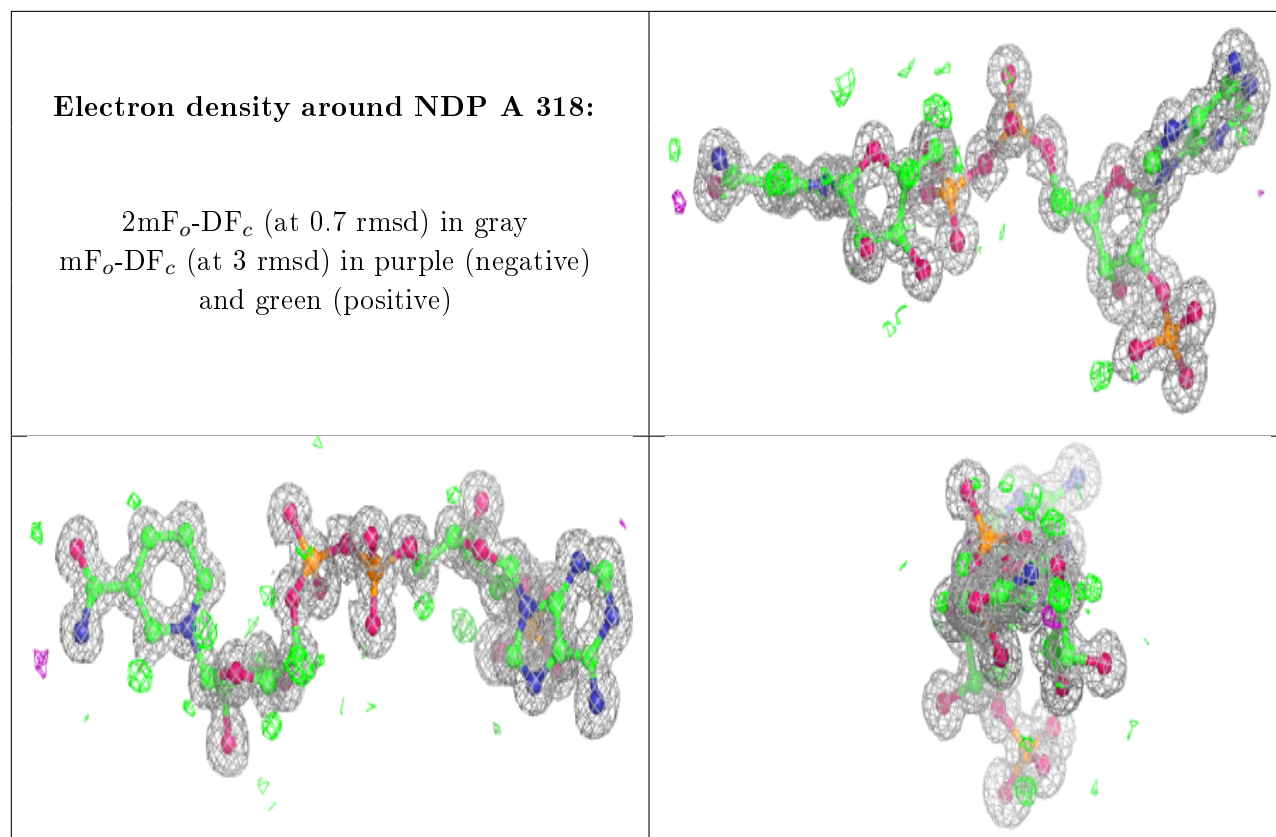 Electron density around NDP A 318:
2mFₒ-DF𝒸 (at 0.7 rmsd) in gray
mFₒ-DF𝒸 (at 3 rmsd) in purple (negative)
and green (positive)